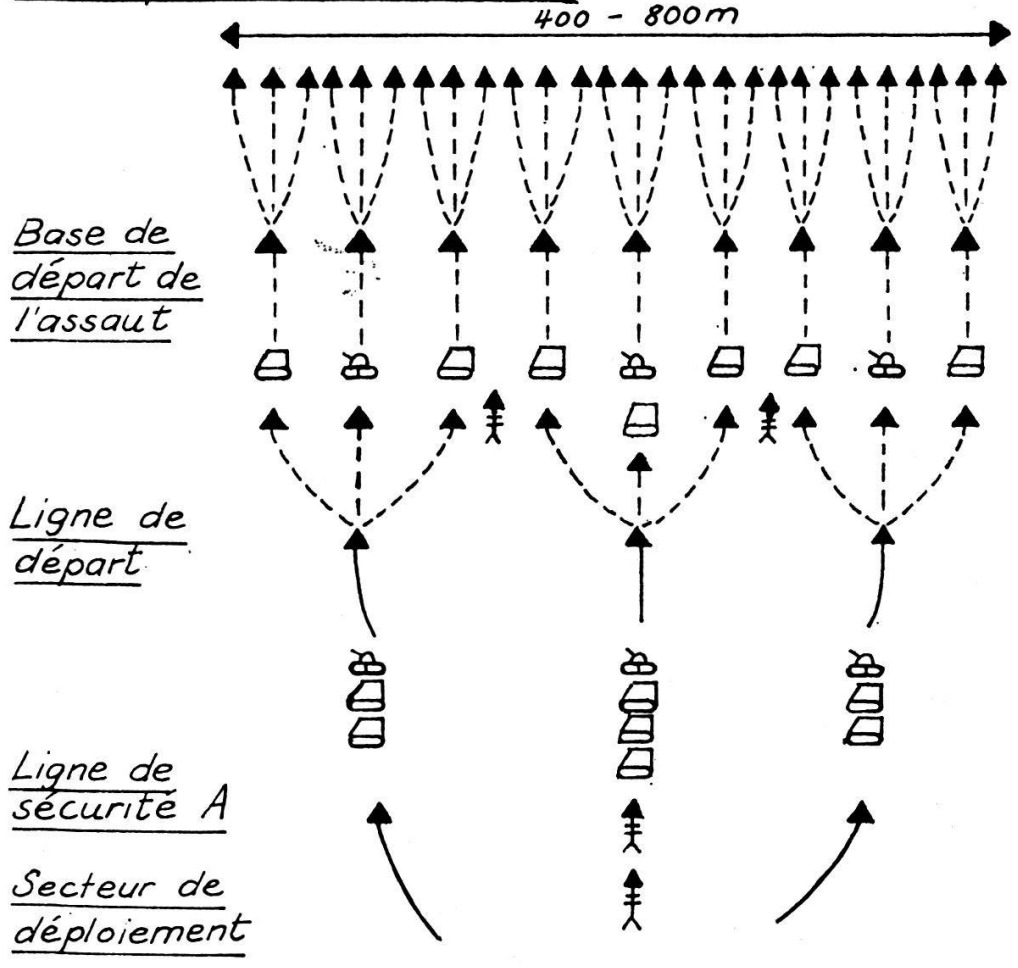 400 - 800m
Base de
départ de
l'assaut
Ligne de
départ
Ligne de
sécurité A
Secteur de
déploiement